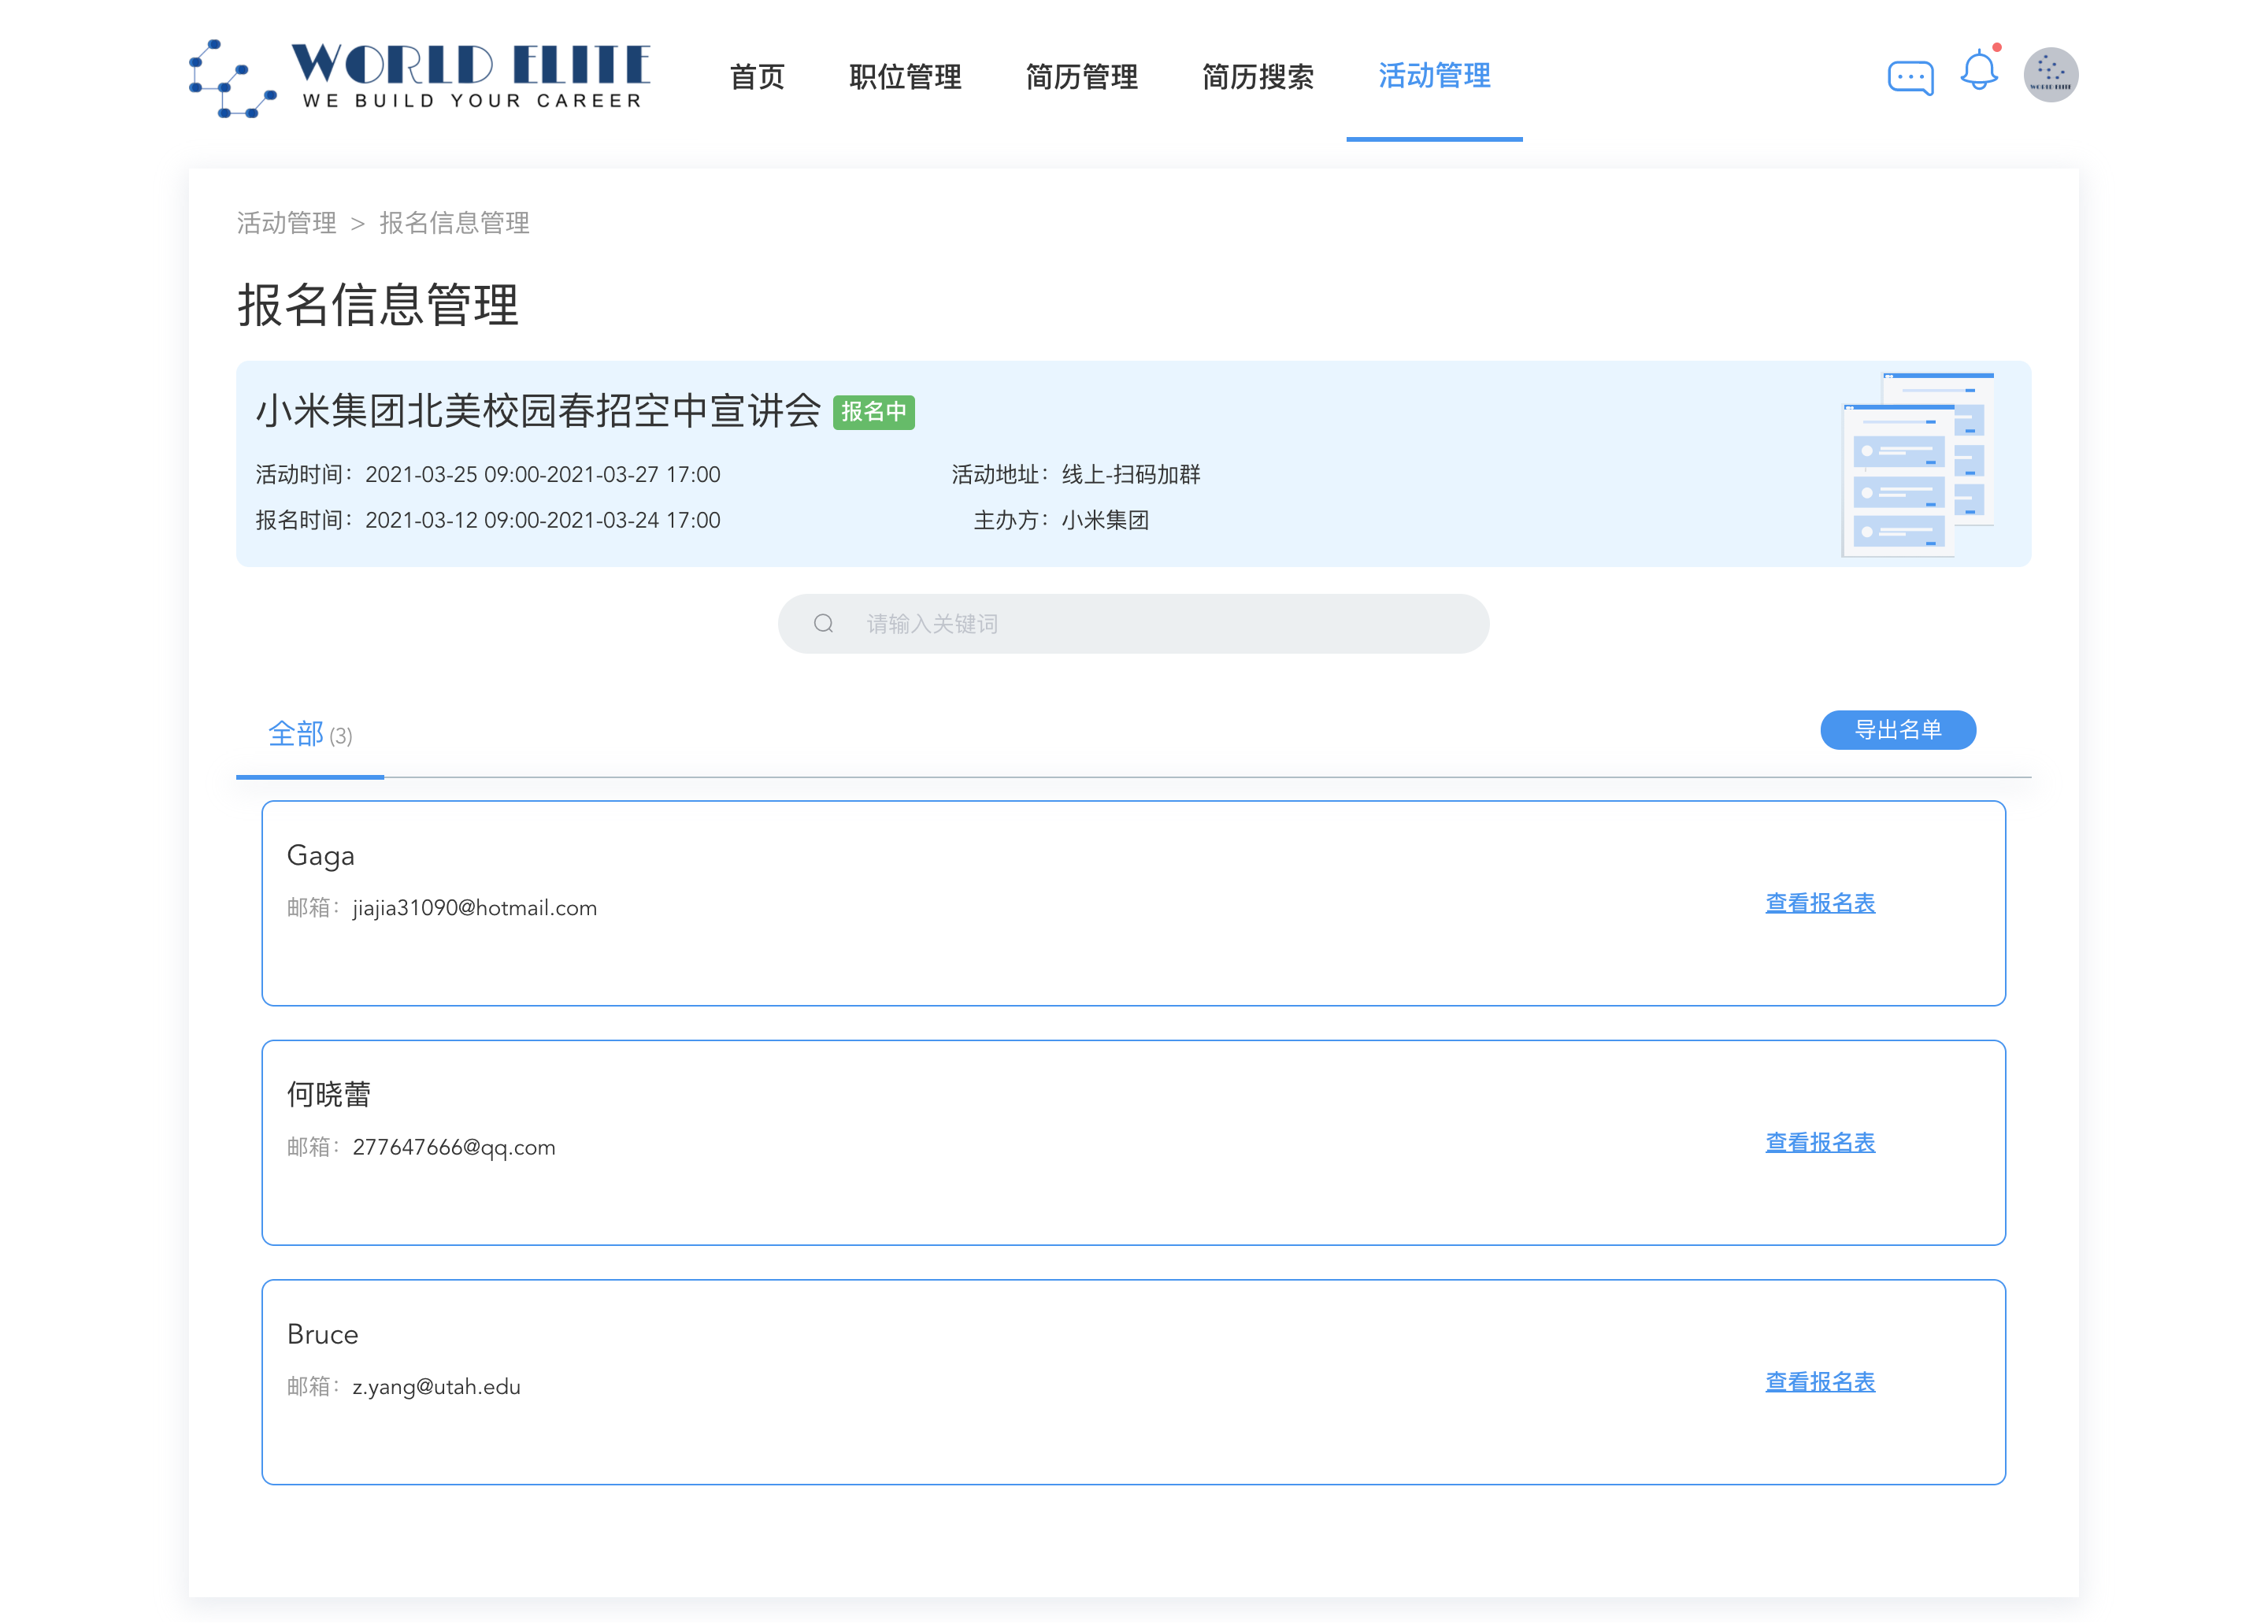 WORLD ELITE
WE BUILD YOUR CAREER
首页 职位管理 简历管理 简历搜索 活动管理
WORLD ELITE
活动管理 > 报名信息管理
报名信息管理
小米集团北美校园春招空中宣讲会 报名中
活动时间：2021-03-25 09:00-2021-03-27 17:00 活动地址：线上-扫码加群
报名时间：2021-03-12 09:00-2021-03-24 17:00 主办方：小米集团
请输入关键词
全部 (3) 导出名单
Gaga
邮箱：jiajia31090@hotmail.com 查看报名表
何晓蕾
邮箱：277647666@qq.com 查看报名表
Bruce
邮箱：z.yang@utah.edu 查看报名表